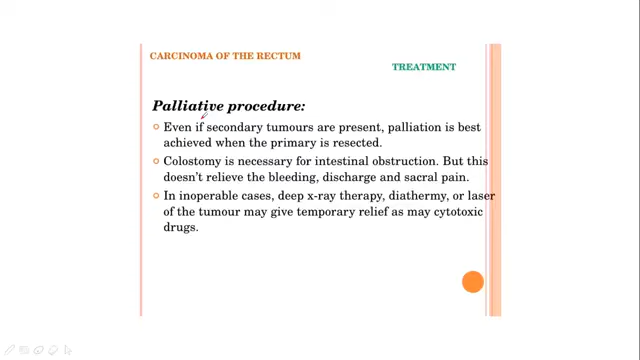 CARCINOMA OF THE RECTUM
TREATMENT
Palliative procedure:
Even if secondary tumours are present, palliation is best
achieved when the primary is resected.
Colostomy is necessary for intestinal obstruction. But this
doesn't relieve the bleeding, discharge and sacral pain.
In inoperable cases, deep x-ray therapy, diathermy, or laser
of the tumour may give temporary relief as may cytotoxic
drugs.